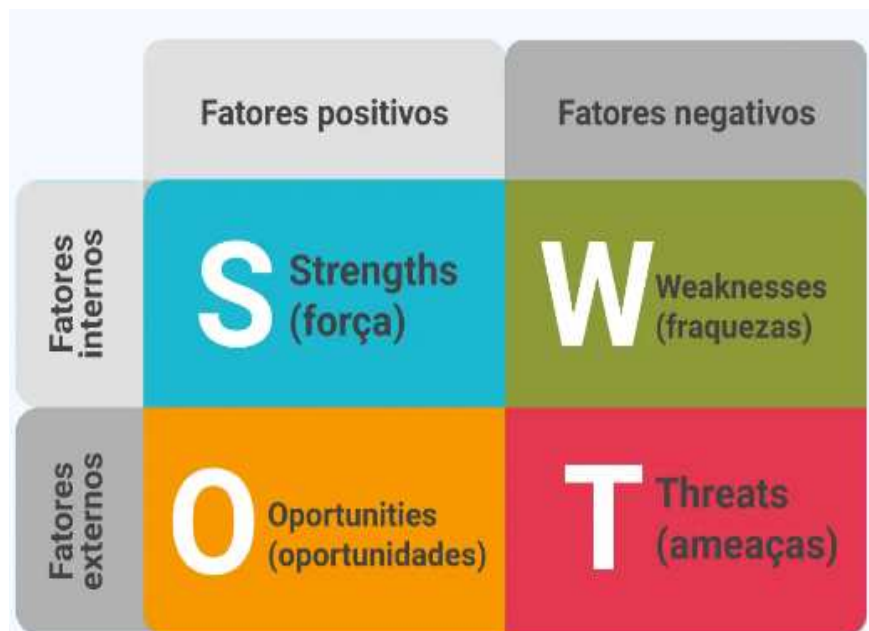 Fatores positivos
Fatores negativos
Fatores
internos
S
Strengths
(força)
W
Weaknesses
(fraquezas)
Fatores
externos
O
Oportunities
(oportunidades)
T
Threats
(ameaças)